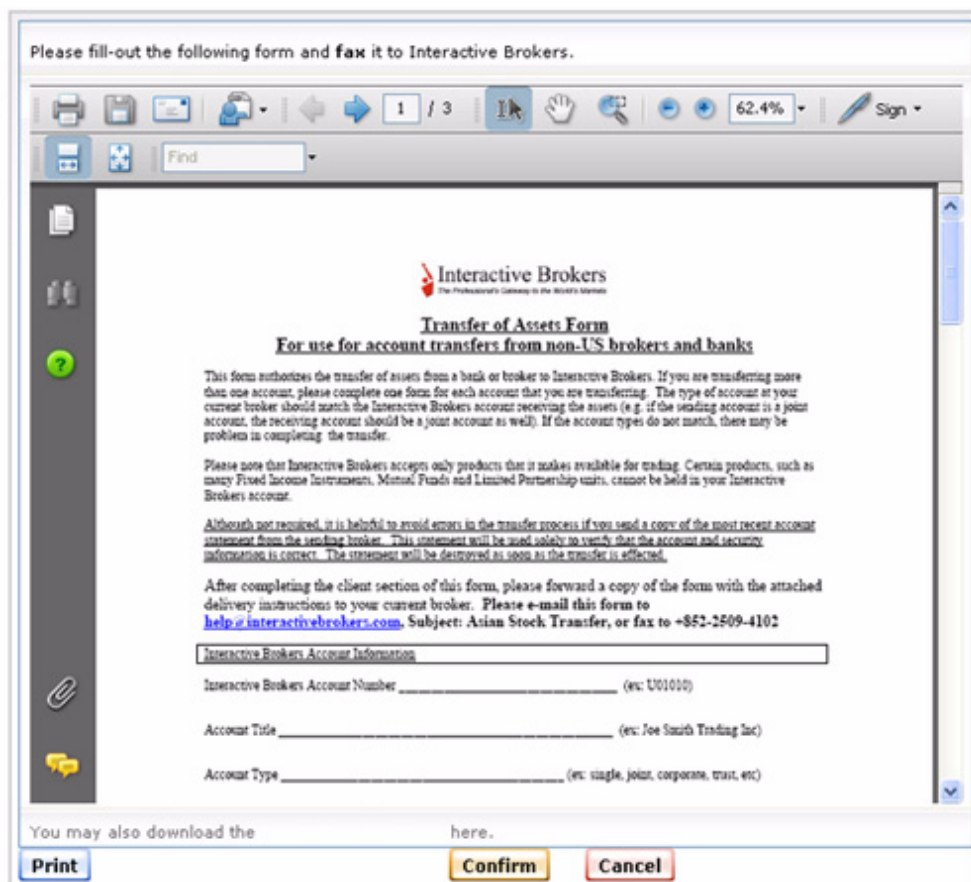 Please fill-out the following form and fax it to Interactive Brokers.
1 / 3
62.4%
Sign
Find
Interactive Brokers
The Professional's Gateway to the World's Markets
Transfer of Assets Form
For use for account transfers from non-US brokers and banks
This form authorizes the transfer of assets from a bank or broker to Interactive Brokers. If you are transferring more
than one account, please complete one form for each account that you are transferring. The type of account at your
current broker should match the Interactive Brokers account receiving the assets (e.g. if the sending account is a joint
account, the receiving account should be a joint account as well). If the account types do not match, there may be
problem in completing the transfer.
Please note that Interactive Brokers accepts only products that it makes available for trading. Certain products, such as
many Fixed Income Instruments, Mutual Funds and Limited Partnership units, cannot be held in your Interactive
Brokers account.
Although not required, it is helpful to avoid errors in the transfer process if you send a copy of the most recent account
statement from the sending broker. This statement will be used solely to verify that the account and security
information is correct. The statement will be destroyed as soon as the transfer is effected.
After completing the client section of this form, please forward a copy of the form with the attached
delivery instructions to your current broker. Please e-mail this form to
help@interactivebrokers.com, Subject: Asian Stock Transfer, or fax to +852-2509-4102
Interactive Brokers Account Information
Interactive Brokers Account Number ____________________ (ex: U01010)
Account Title ____________________ (ex: Joe Smith Trading Inc)
Account Type ____________________ (ex: single, joint, corporate, trust, etc)
You may also download the here.
Print Confirm Cancel